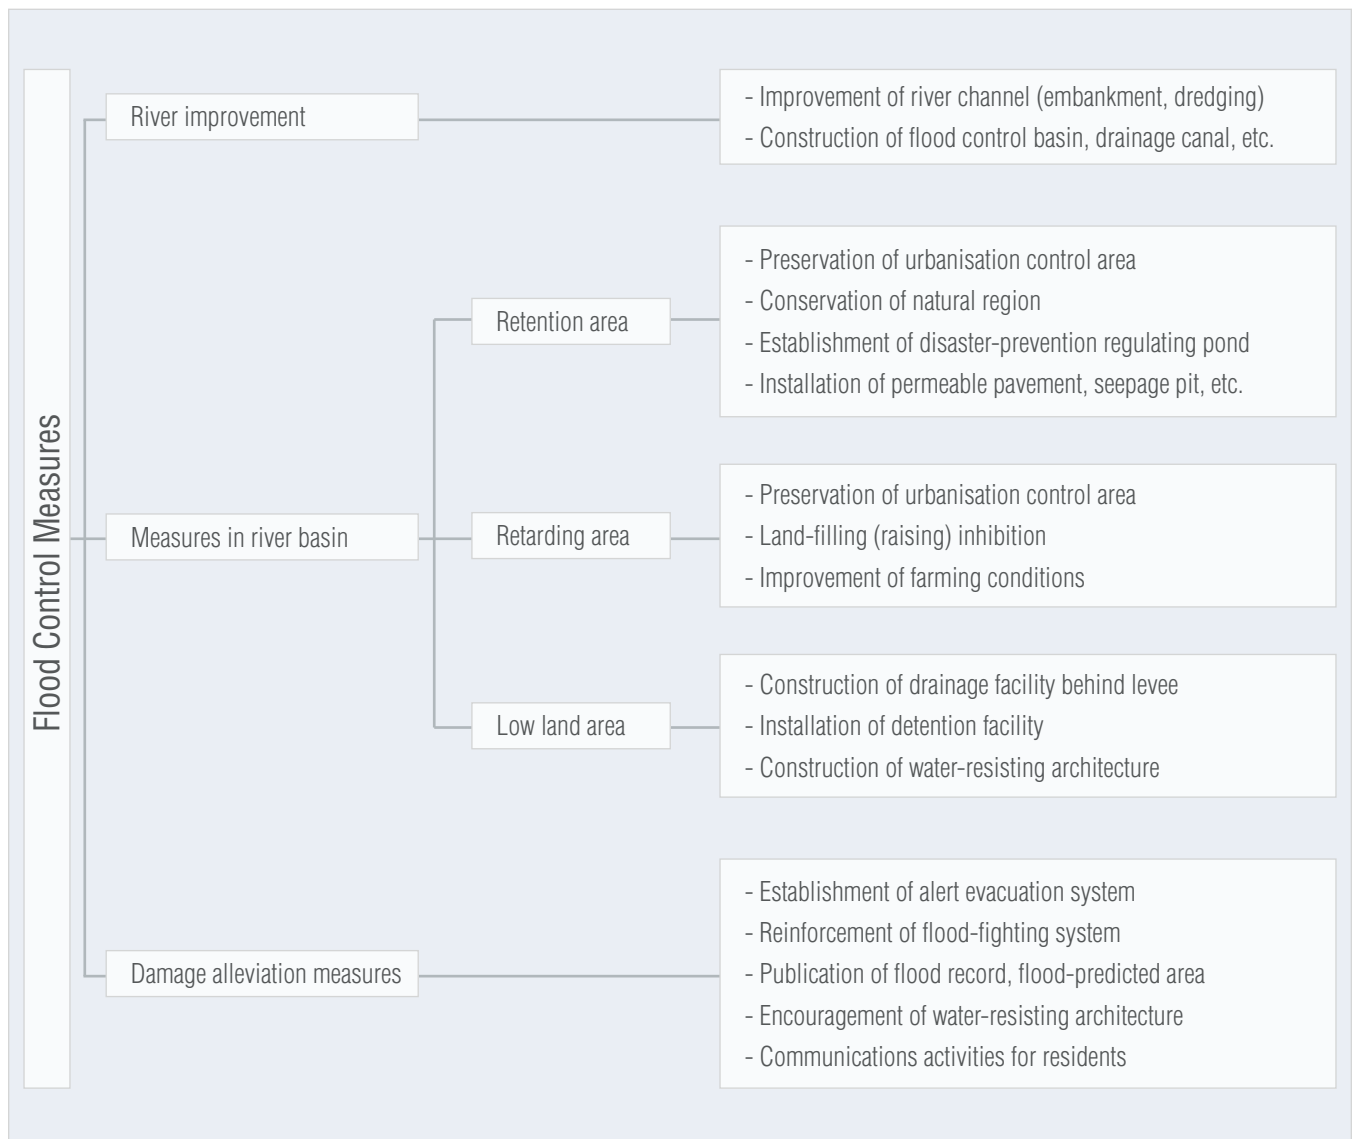 Flood Control Measures
River improvement
- Improvement of river channel (embankment, dredging)
- Construction of flood control basin, drainage canal, etc.
Measures in river basin
Retention area
- Preservation of urbanisation control area
- Conservation of natural region
- Establishment of disaster-prevention regulating pond
- Installation of permeable pavement, seepage pit, etc.
Retarding area
- Preservation of urbanisation control area
- Land-filling (raising) inhibition
- Improvement of farming conditions
Low land area
- Construction of drainage facility behind levee
- Installation of detention facility
- Construction of water-resisting architecture
Damage alleviation measures
- Establishment of alert evacuation system
- Reinforcement of flood-fighting system
- Publication of flood record, flood-predicted area
- Encouragement of water-resisting architecture
- Communications activities for residents